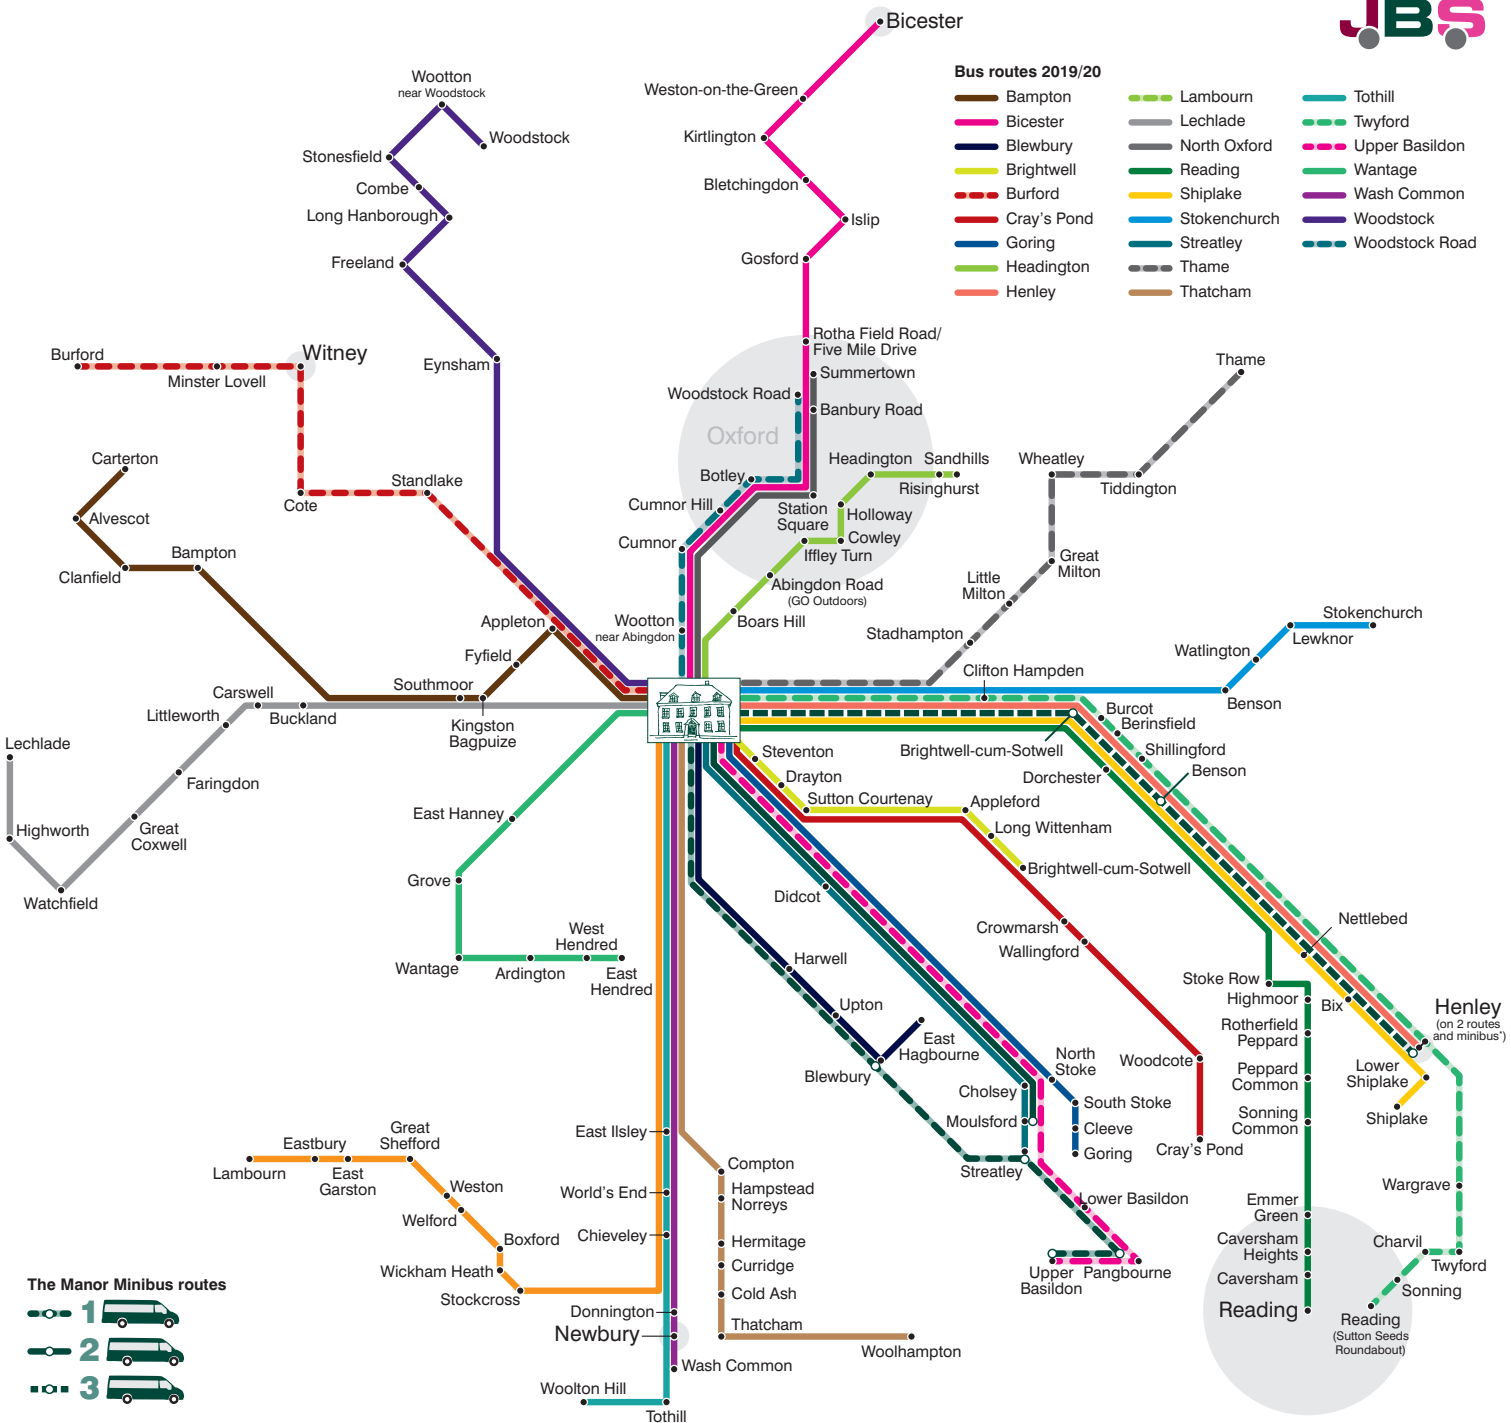 JBS
Bicester
Bus routes 2019/20
Bampton
Bicester
Blewbury
Brightwell
Burford
Cray's Pond
Goring
Headington
Henley
Lambourn
Lechlade
North Oxford
Reading
Shiplake
Stokenchurch
Streatley
Thame
Thatcham
Tothill
Twyford
Upper Basildon
Wantage
Wash Common
Woodstock
Woodstock Road
Wootton
near Woodstock
Woodstock
Stonesfield
Combe
Long Hanborough
Freeland
Eynsham
Weston-on-the-Green
Kirtlington
Bletchingdon
Islip
Gosford
Rotha Field Road/
Five Mile Drive
Summertown
Woodstock Road
Banbury Road
Oxford
Botley
Cumnor Hill
Cumnor
Station
Square
Wootton
near Abingdon
Headington
Sandhills
Risinghurst
Holloway
Cowley
Iffley Turn
Abingdon Road
(GO Outdoors)
Boars Hill
Burford
Minster Lovell
Witney
Cote
Standlake
Carterton
Alvescot
Clanfield
Bampton
Appleton
Fyfield
Southmoor
Kingston
Bagpuize
Carswell
Buckland
Littleworth
Lechlade
Faringdon
Highworth
Great
Coxwell
Watchfield
Thame
Wheatley
Tiddington
Great
Milton
Little
Milton
Stadhampton
Stokenchurch
Lewknor
Watlington
Benson
Clifton Hampden
Burcot
Berinsfield
Shillingford
Brightwell-cum-Sotwell
Dorchester
Benson
Steventon
Drayton
Sutton Courtenay
Appleford
Long Wittenham
Brightwell-cum-Sotwell
Crowmarsh
Wallingford
Woodcote
Cray's Pond
Didcot
East Hanney
Grove
Wantage
Ardington
West
Hendred
East
Hendred
Harwell
Upton
East
Hagbourne
Blewbury
North
Stoke
Cholsey
South Stoke
Moulsford
Cleeve
Goring
Streatley
Lower Basildon
Upper
Basildon
Pangbourne
Nettlebed
Stoke Row
Highmoor
Bix
Henley
(on 2 routes
and minibus*)
Rotherfield
Peppard
Lower
Shiplake
Peppard
Common
Shiplake
Sonning
Common
Emmer
Green
Caversham
Heights
Caversham
Reading
Wargrave
Charvil
Twyford
Sonning
Reading
(Sutton Seeds
Roundabout)
East Ilsley
World's End
Chieveley
Donnington
Newbury
Wash Common
Woolton Hill
Tothill
Compton
Hampstead
Norreys
Hermitage
Curridge
Cold Ash
Thatcham
Woolhampton
Lambourn
Eastbury
East
Garston
Great
Shefford
Weston
Welford
Boxford
Wickham Heath
Stockcross
The Manor Minibus routes
1
2
3